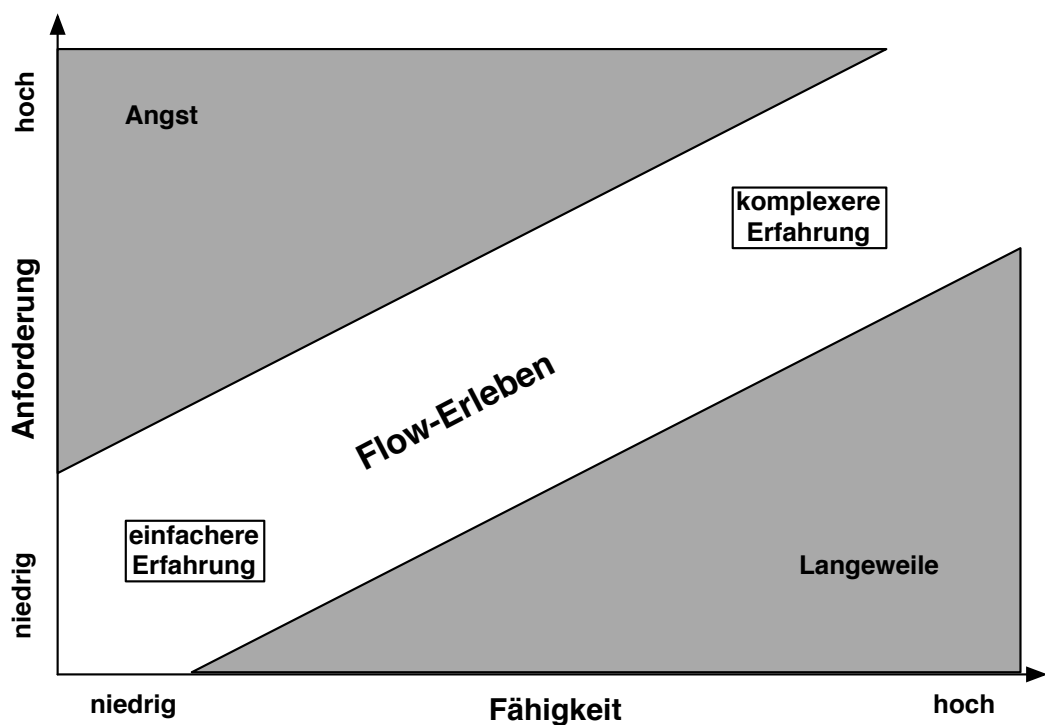 hoch
Angst
komplexere
Erfahrung
Anforderung
Flow-Erleben
einfachere
Erfahrung
Langeweile
niedrig
niedrig
Fähigkeit
hoch